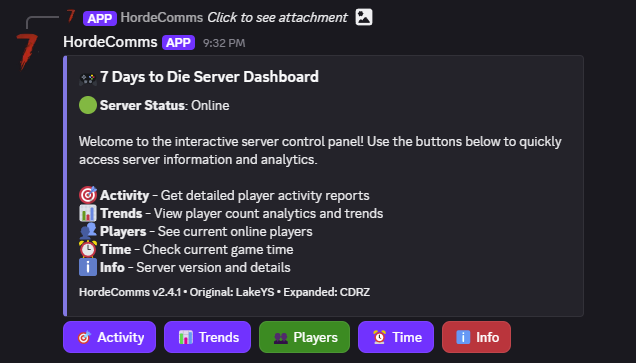 7 APP HordeComms Click to see attachment
7
HordeComms APP 9:32 PM
7 Days to Die Server Dashboard
Server Status: Online
Welcome to the interactive server control panel! Use the buttons below to quickly
access server information and analytics.
Activity - Get detailed player activity reports
Trends - View player count analytics and trends
Players - See current online players
Time - Check current game time
Info - Server version and details
HordeComms v2.4.1 • Original: LakeYS • Expanded: CDRZ
Activity Trends Players Time Info